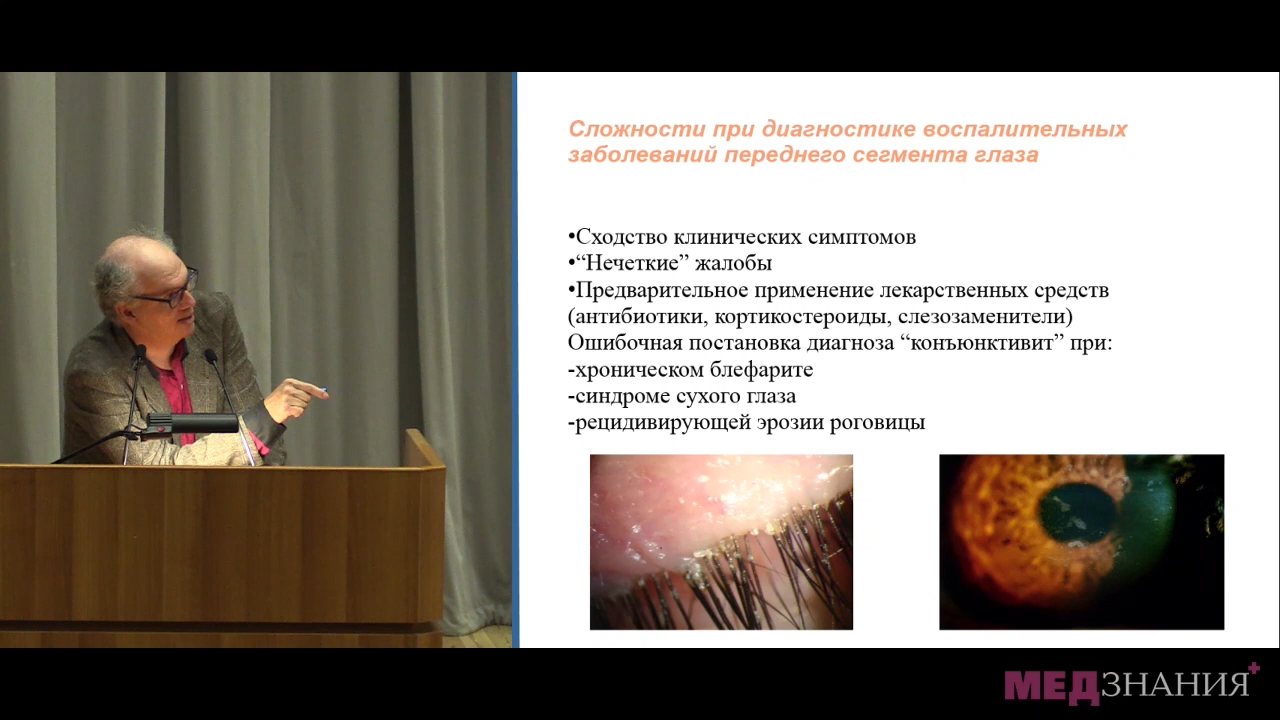 Сложности при диагностике воспалительных
заболеваний переднего сегмента глаза
•Сходство клинических симптомов
•“Нечеткие” жалобы
•Предварительное применение лекарственных средств
(антибиотики, кортикостероиды, слезозаменители)
Ошибочная постановка диагноза “конъюнктивит” при:
-хроническом блефарите
-синдроме сухого глаза
-рецидивирующей эрозии роговицы
МЕДЗНАНИЯ+